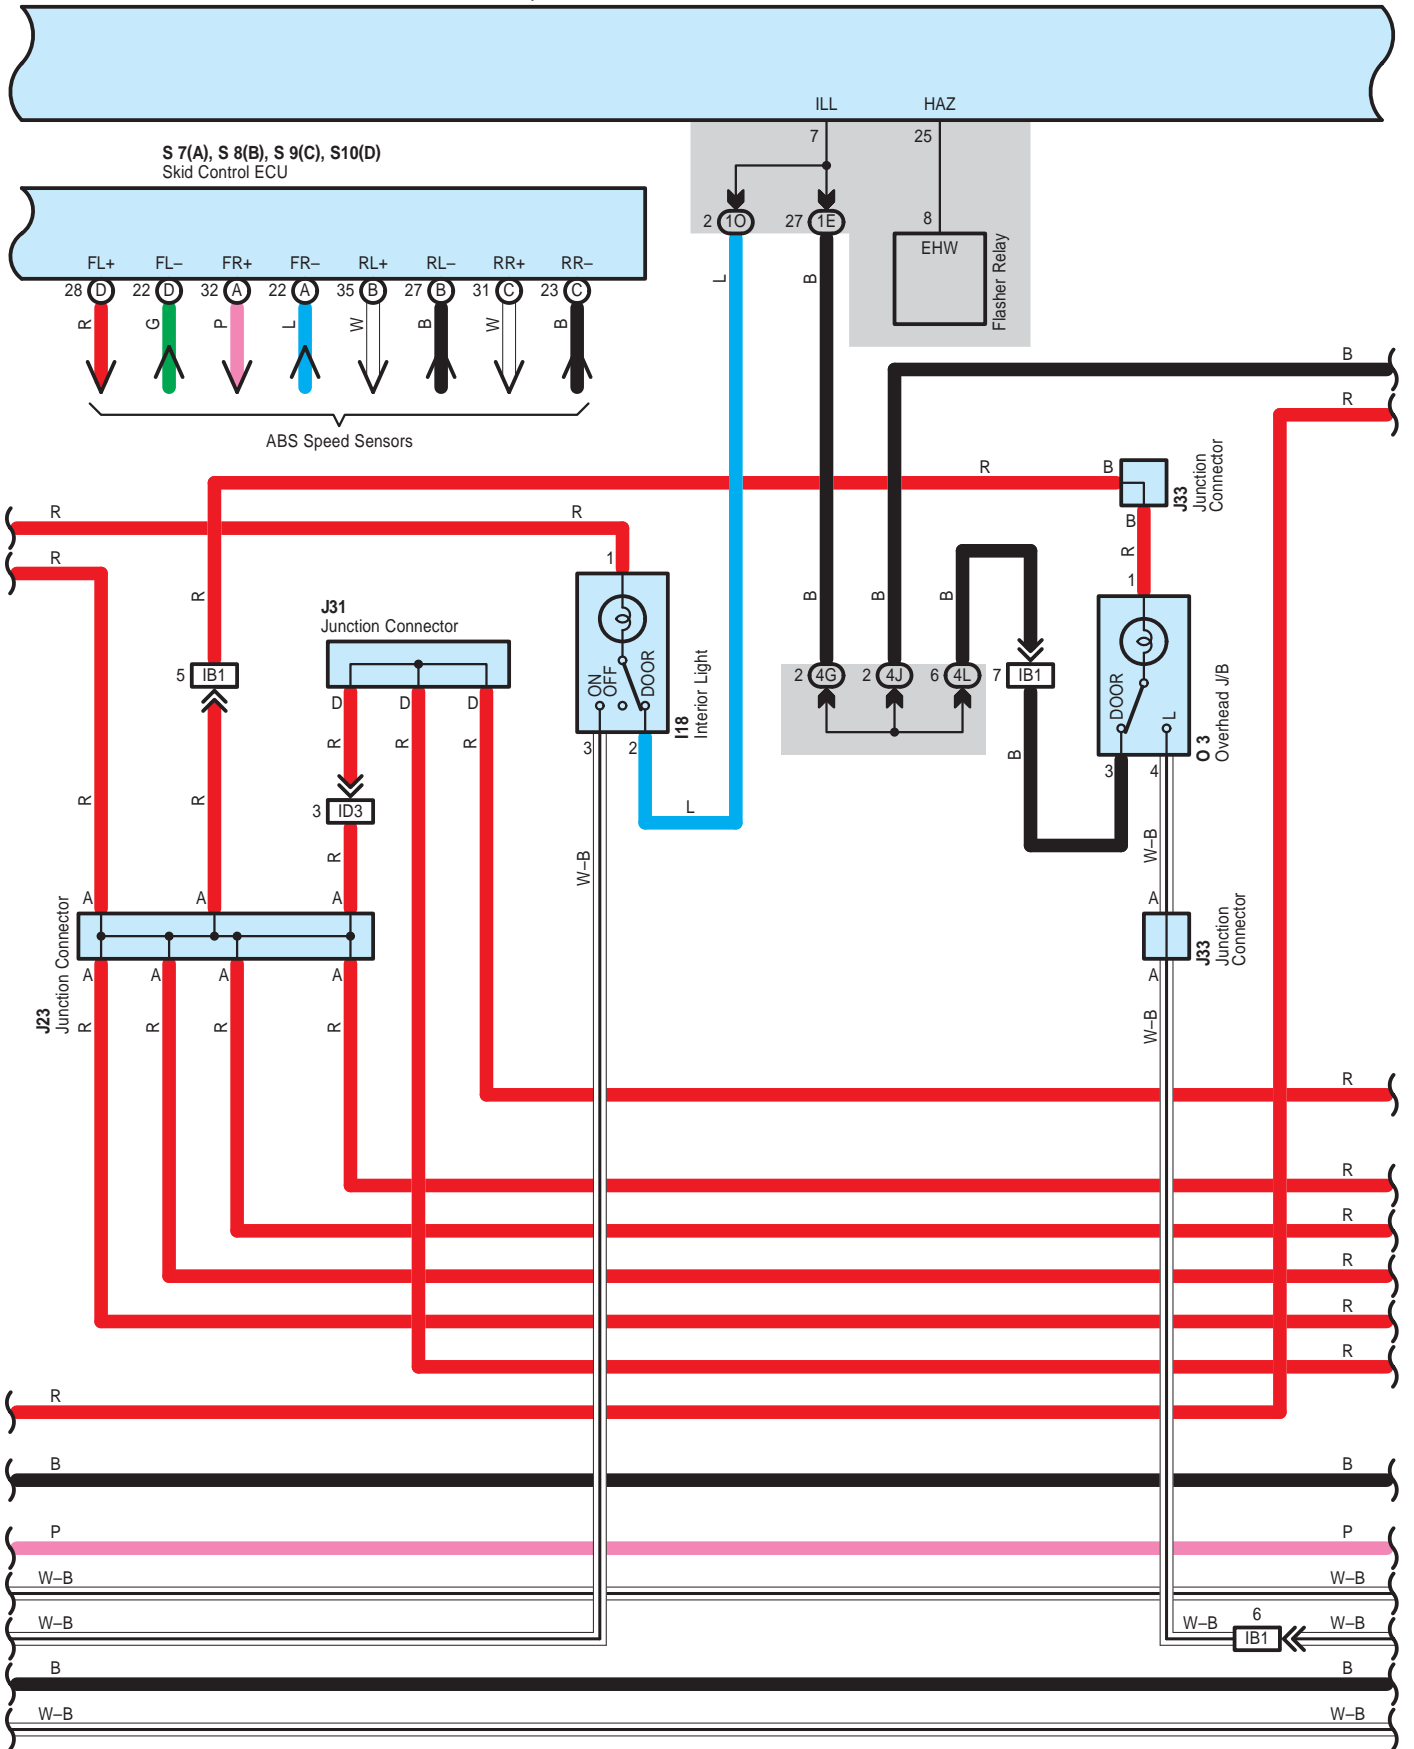 ILL HAZ
7 25
S 7(A), S 8(B), S 9(C), S10(D)
Skid Control ECU
2 1O 27 1E 8
EHW
Flasher Relay
FL+ FL– FR+ FR– RL+ RL– RR+ RR–
28 D 22 D 32 A 22 A 35 B 27 B 31 C 23 C
R G P L W B W B
L B
ABS Speed Sensors
B
R
R B
J33
Junction
Connector
B
R
R R
R
1 1
R
J31
Junction Connector
B B B
5 IB1
2 4G 2 4J 6 4L 7 IB1
ON
OFF
DOOR
I18
Interior Light
DOOR
L
O 3
Overhead J/B
D D D
R R R
3 2
B
3 4
R R
3 ID3
L
R
W–B
W–B
A A A
A
J23
Junction Connector
J33
Junction
Connector
A A A A
A
R R R R
W–B
R
R
R
R
R
R
R
B B
P P
W–B W–B
W–B W–B 6 IB1 W–B
B B
W–B W–B